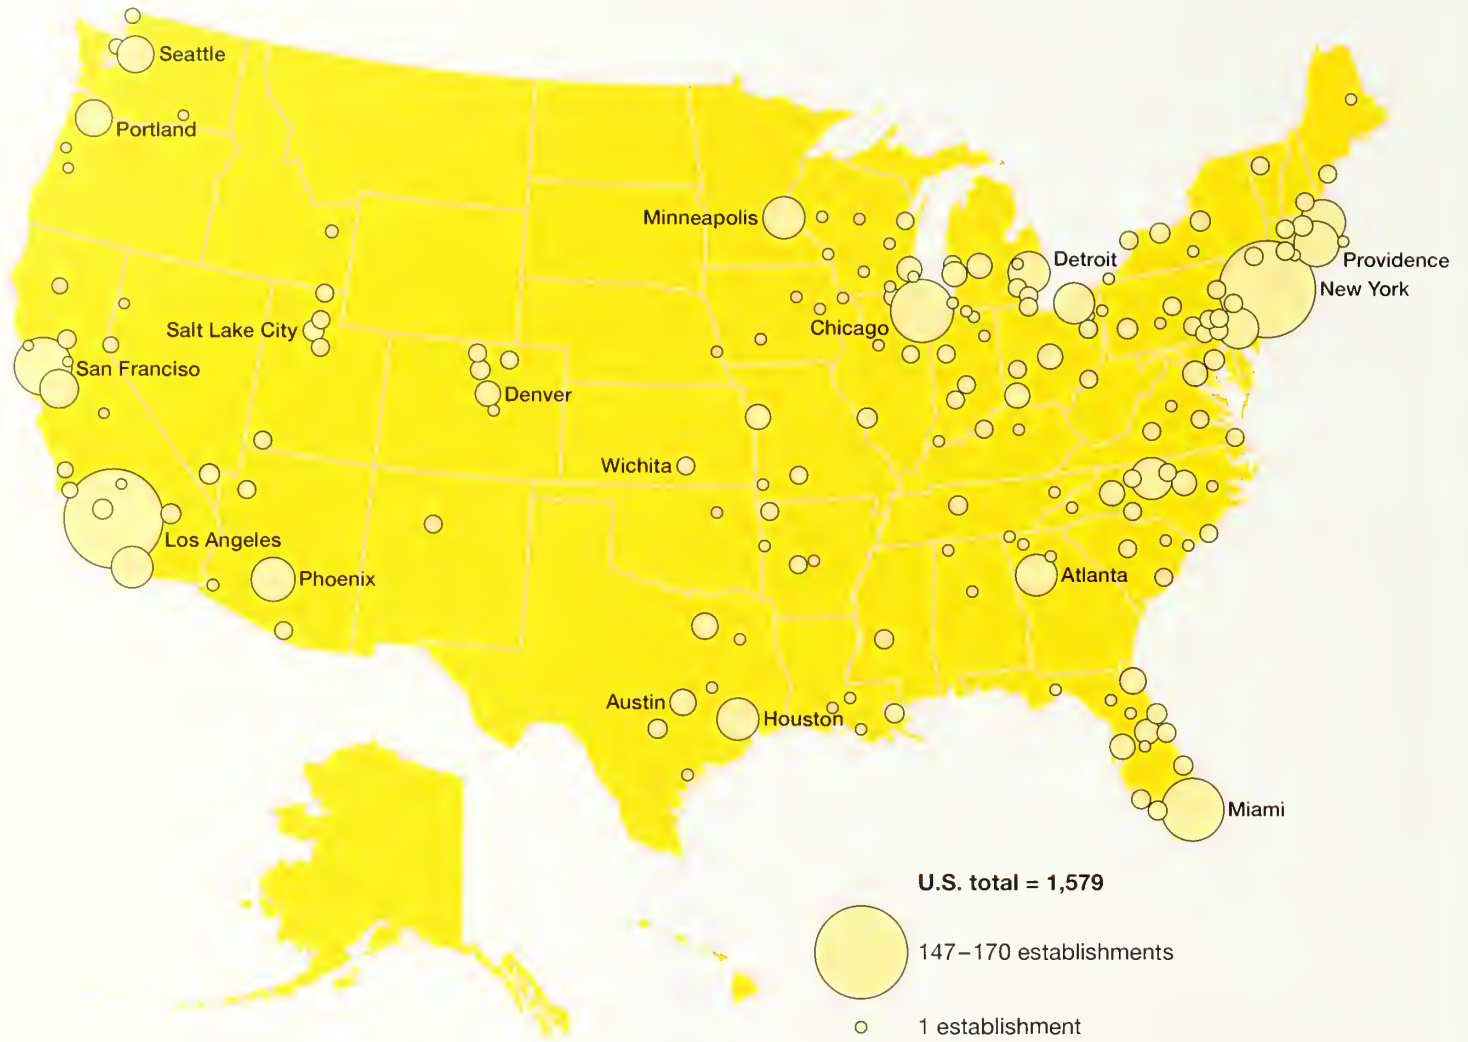 Seattle
Portland
Minneapolis
Detroit
Providence
New York
Salt Lake City
Chicago
San Franciso
Denver
Wichita
Los Angeles
Phoenix
Atlanta
Austin
Houston
Miami
U.S. total = 1,579
147–170 establishments
1 establishment